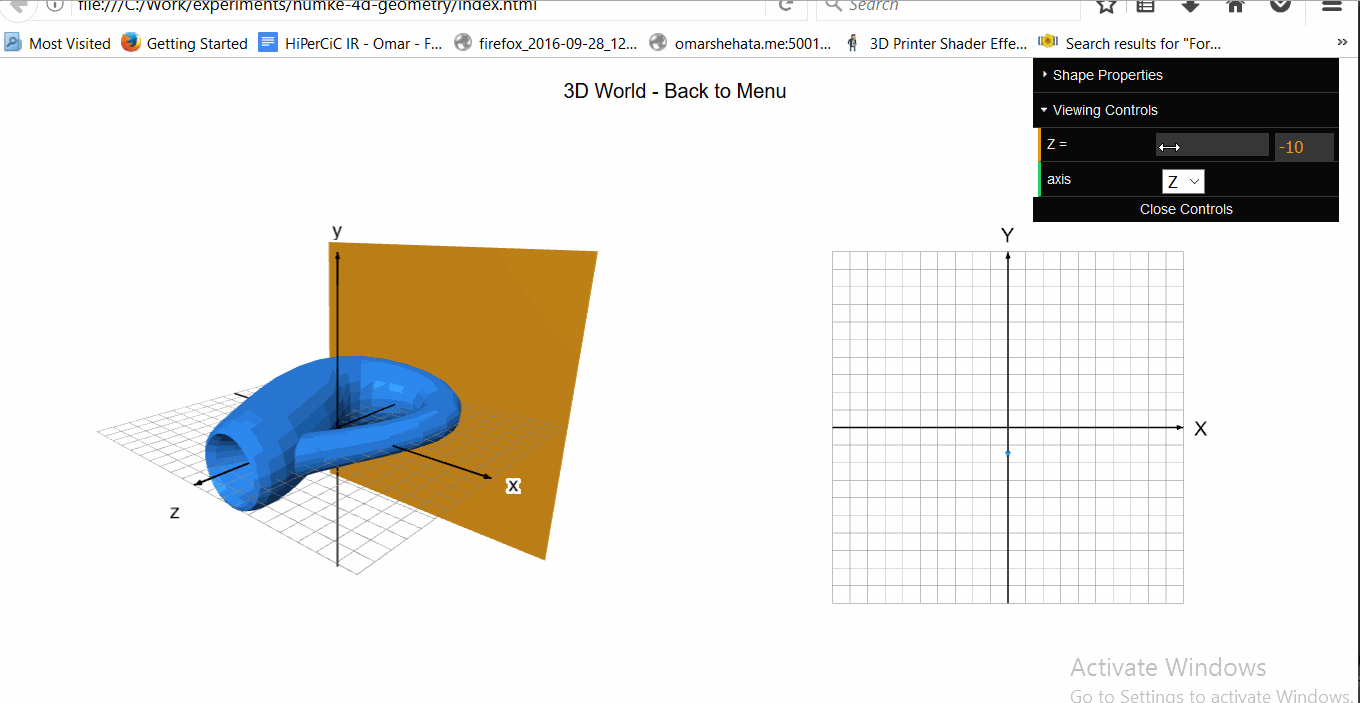 file:///C:/Work/experiments/numke-4d-geometry/index.html
Search
Most Visited
Getting Started
HiPerCiC IR - Omar - F...
firefox_2016-09-28_12...
omarshehata.me:5001...
3D Printer Shader Effe...
Search results for "For...
»
3D World - Back to Menu
Shape Properties
Viewing Controls
Z =
-10
axis
Z
Close Controls
y
x
z
Y
X
Activate Windows
Go to Settings to activate Windows.